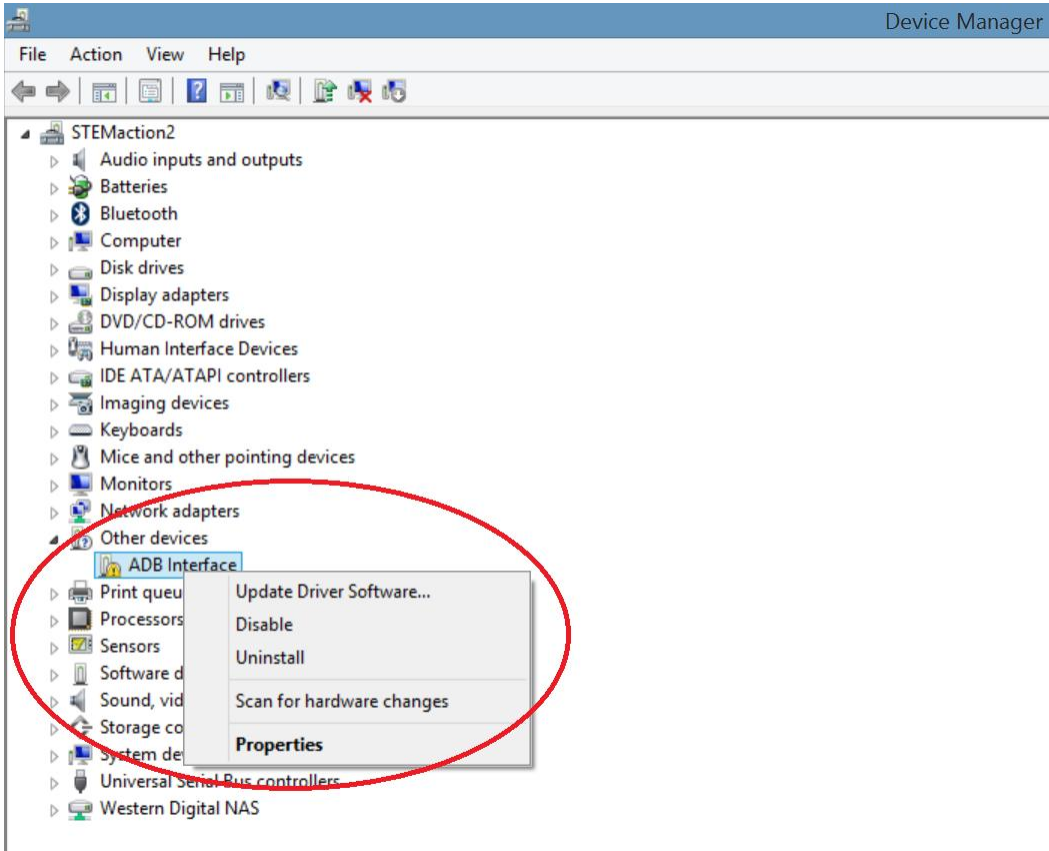 Device Manager
File Action View Help
STEMaction2
Audio inputs and outputs
Batteries
Bluetooth
Computer
Disk drives
Display adapters
DVD/CD-ROM drives
Human Interface Devices
IDE ATA/ATAPI controllers
Imaging devices
Keyboards
Mice and other pointing devices
Monitors
Network adapters
Other devices
ADB Interface
Print queu
Processors
Sensors
Software d
Sound, vid
Storage co
System de
Universal Serial Bus controllers
Western Digital NAS
Update Driver Software...
Disable
Uninstall
Scan for hardware changes
Properties